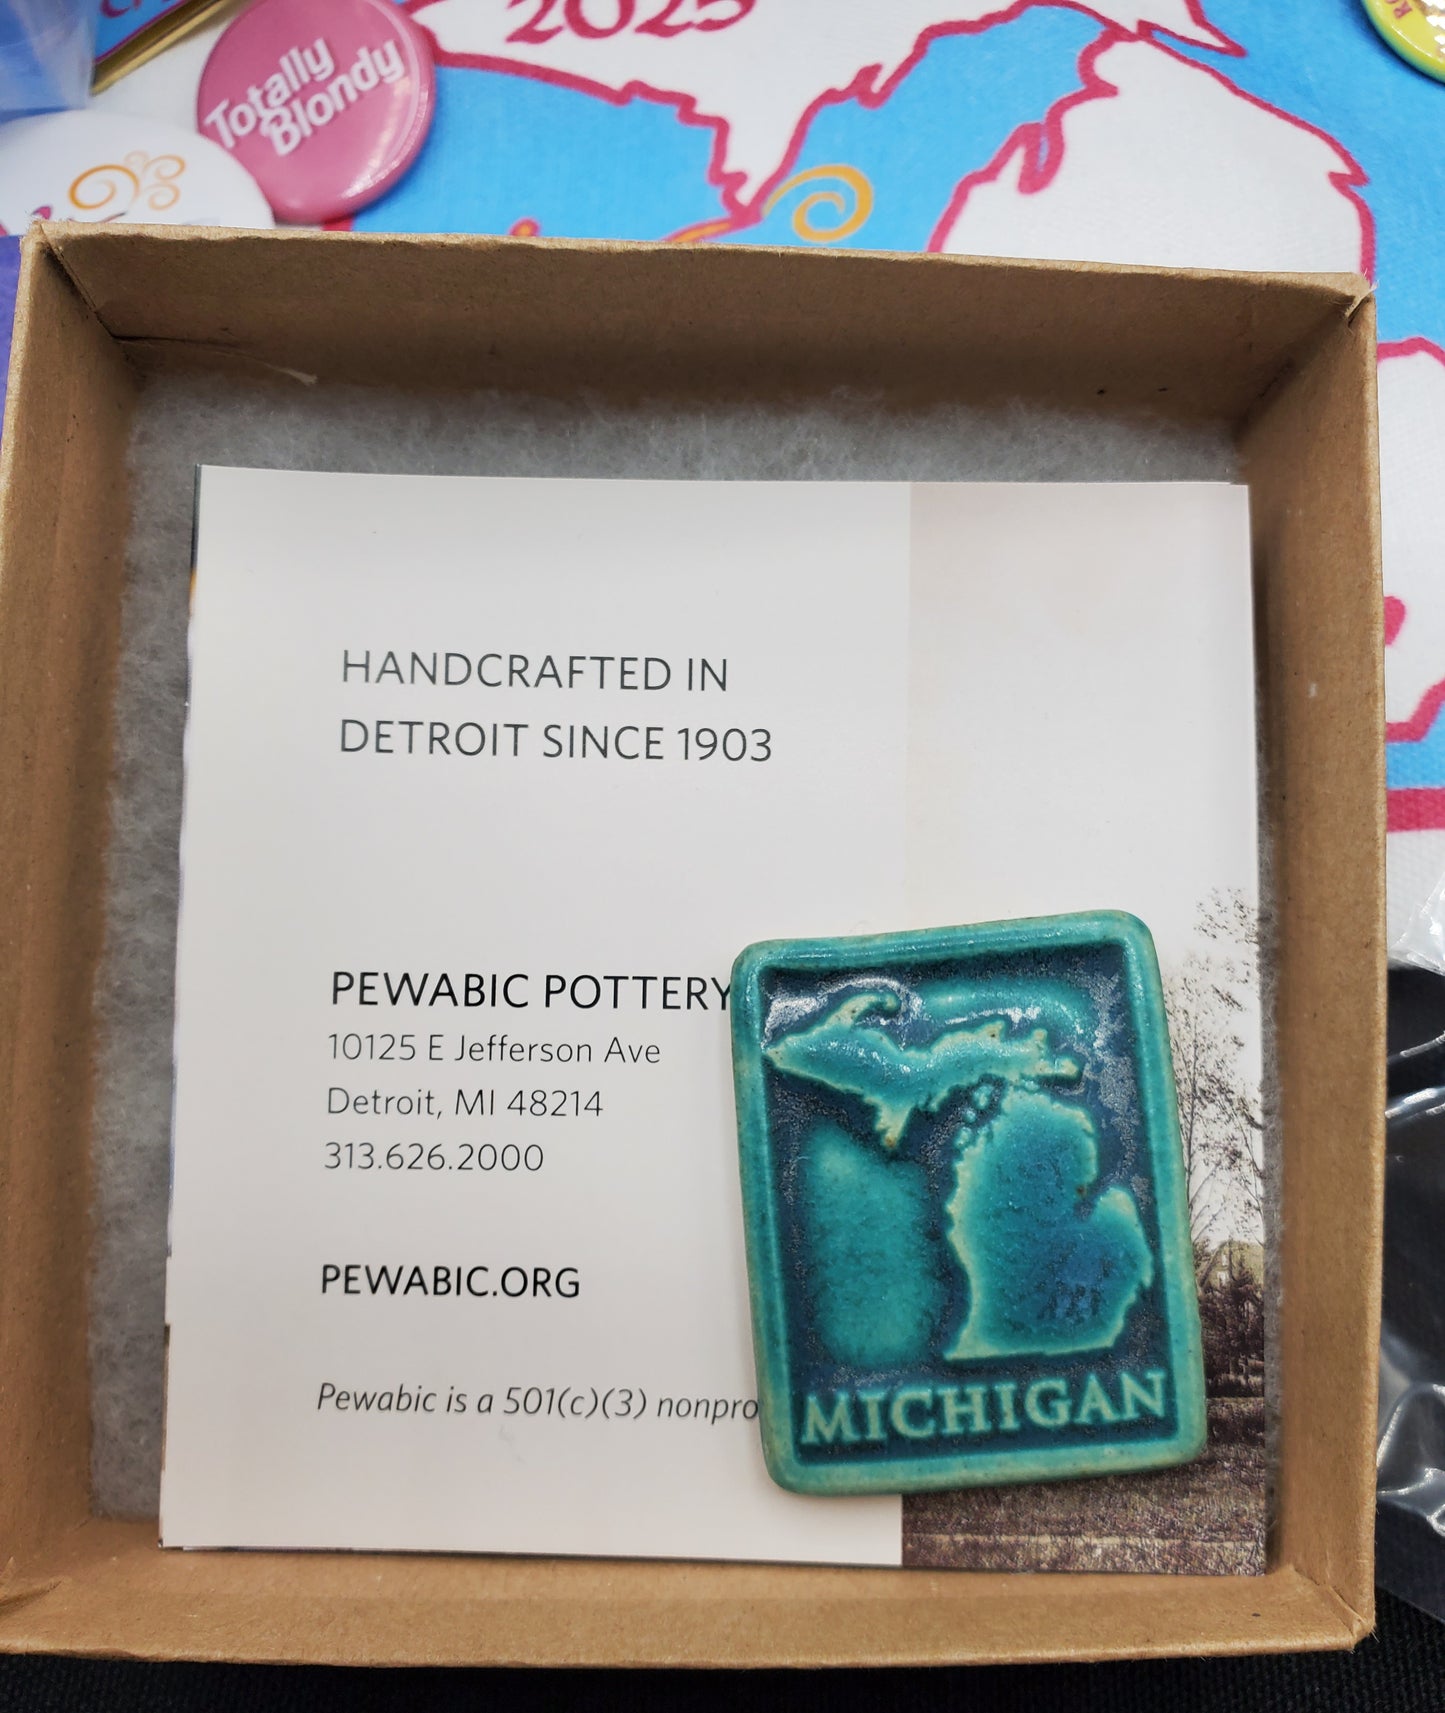 2025
Totally
Blondy
HANDCRAFTED IN
DETROIT SINCE 1903
PEWABIC POTTERY
10125 E Jefferson Ave
Detroit, MI 48214
313.626.2000
PEWABIC.ORG
Pewabic is a 501(c)(3) nonpro
MICHIGAN